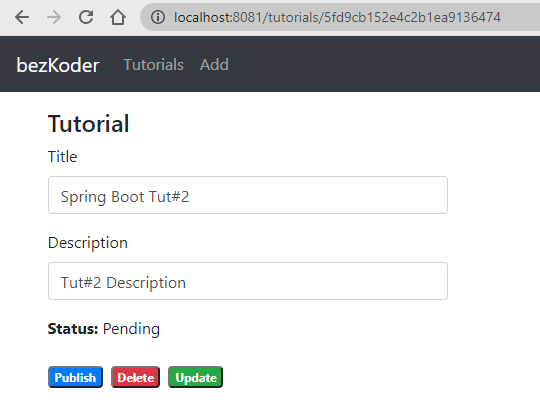 localhost:8081/tutorials/5fd9cb152e4c2b1ea9136474
bezKoder Tutorials Add
Tutorial
Title
Spring Boot Tut#2
Description
Tut#2 Description
Status: Pending
Publish Delete Update